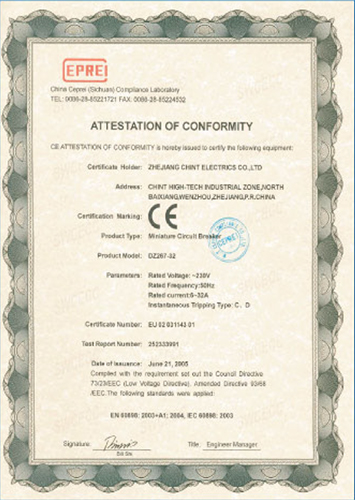 CEPREI
China Ceprei (Sichuan) Compliance Laboratory
TEL: 0086-28-85221721 FAX: 0086-28-85224532
ATTESTATION OF CONFORMITY
CE ATTESTATION OF CONFORMITY is hereby issued to certify the following equipment:
Certificate Holder: ZHEJIANG CHINT ELECTRICS CO.,LTD
Address: CHINT HIGH-TECH INDUSTRIAL ZONE,NORTH
BAIXIANG,WENZHOU,ZHEJIANG,P.R.CHINA
Certification Marking: CE
Product Type: Miniature Circuit Breaker
Product Model: DZ267-32
Parameters: Rated Voltage: ~230V
Rated Frequency:50Hz
Rated current:6~32A
Instantaneous Tripping Type: C、D
Certificate Number: EU 02 031143 01
Test Report Number: 252333991
Date of Issuance: June 21, 2005
Complied with the requirement set out the Council Directive
73/23/EEC (Low Voltage Directive), Amended Directive 93/68
/EEC.The following standards were applied:
EN 60898: 2003+A1: 2004, IEC 60898: 2003
Signature: Title: Engineer Manager